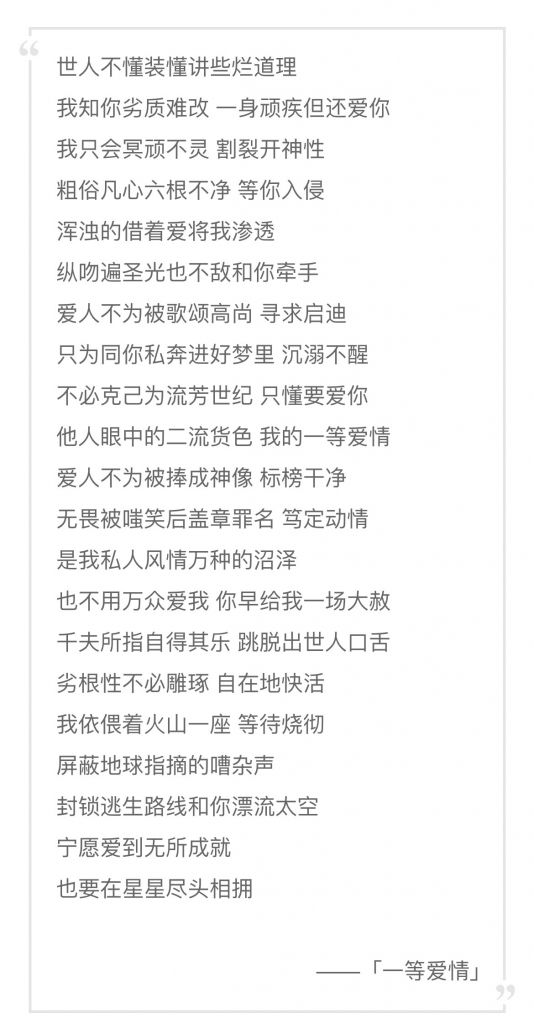 “
世人不懂装懂讲些烂道理
我知你劣质难改 一身顽疾但还爱你
我只会冥顽不灵 割裂开神性
粗俗凡心六根不净 等你入侵
浑浊的借着爱将我渗透
纵吻遍圣光也不敌和你牵手
爱人不为被歌颂高尚 寻求启迪
只为同你私奔进好梦里 沉溺不醒
不必克己为流芳世纪 只懂要爱你
他人眼中的二流货色 我的一等爱情
爱人不为被捧成神像 标榜干净
无畏被嗤笑后盖章罪名 笃定动情
是我私人风情万种的沼泽
也不用万众爱我 你早给我一场大赦
千夫所指自得其乐 跳脱出世人口舌
劣根性不必雕琢 自在地快活
我依偎着火山一座 等待烧彻
屏蔽地球指摘的嘈杂声
封锁逃生路线和你漂流太空
宁愿爱到无所成就
也要在星星尽头相拥
——「一等爱情」
”